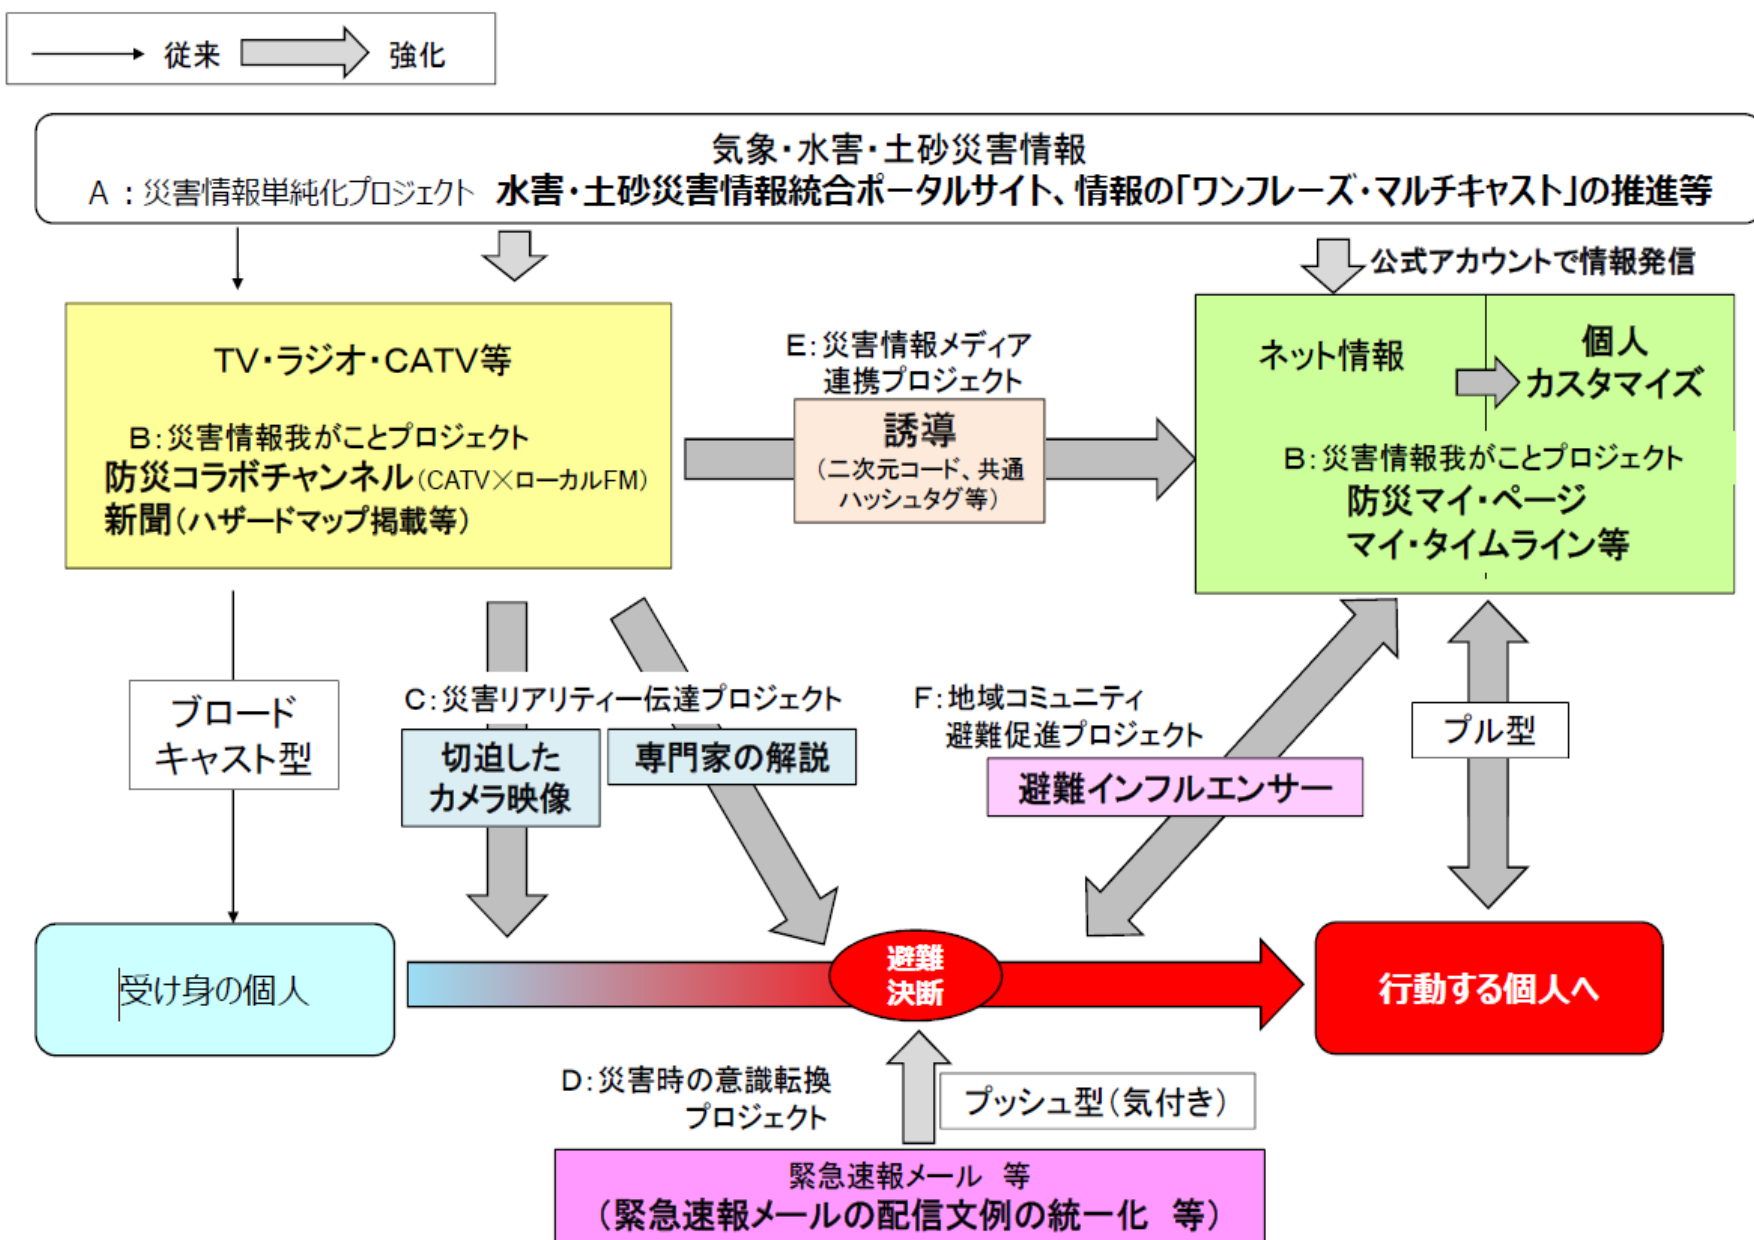 従来
強化
気象・水害・土砂災害情報
A：災害情報単純化プロジェクト 水害・土砂災害情報統合ポータルサイト、情報の「ワンフレーズ・マルチキャスト」の推進等
公式アカウントで情報発信
TV・ラジオ・CATV等
B：災害情報我がことプロジェクト
防災コラボチャンネル（CATV×ローカルFM）
新聞（ハザードマップ掲載等）
E：災害情報メディア
連携プロジェクト
誘導
（二次元コード、共通
ハッシュタグ等）
ネット情報
個人
カスタマイズ
B：災害情報我がことプロジェクト
防災マイ・ページ
マイ・タイムライン等
ブロード
キャスト型
C：災害リアリティー伝達プロジェクト
切迫した
カメラ映像
専門家の解説
F：地域コミュニティ
避難促進プロジェクト
避難インフルエンサー
プル型
受け身の個人
避難
決断
行動する個人へ
D：災害時の意識転換
プロジェクト
プッシュ型（気付き）
緊急速報メール 等
（緊急速報メールの配信文例の統一化 等）